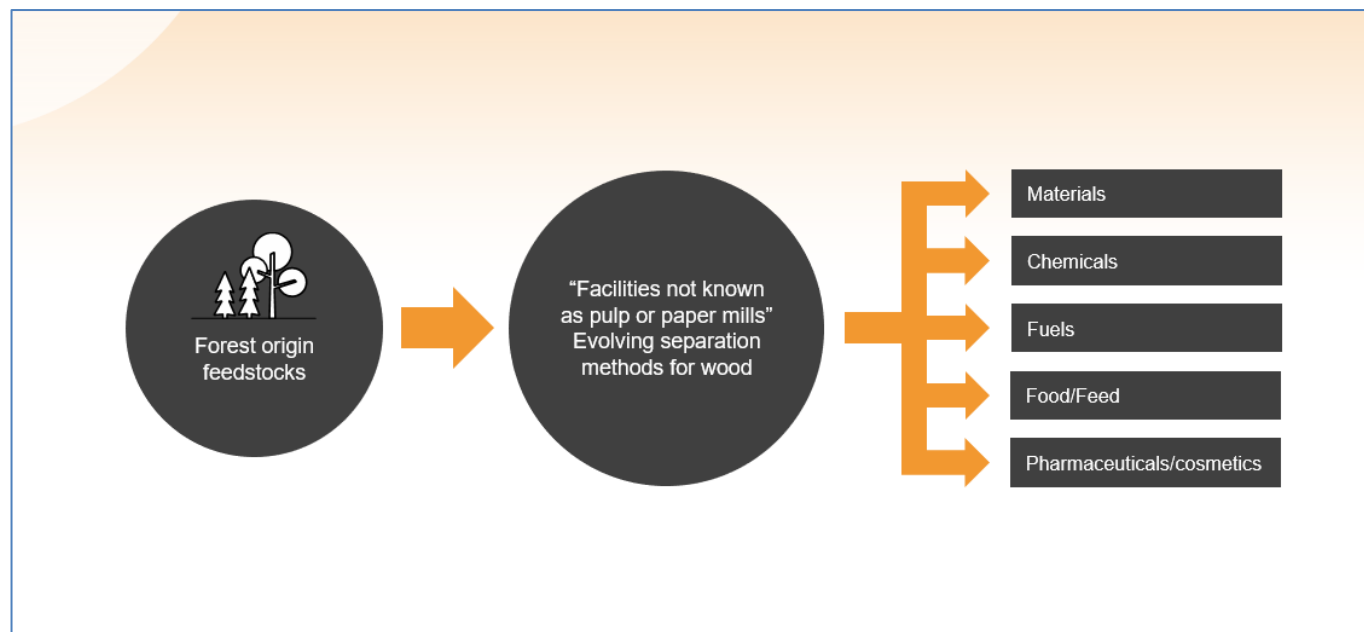 Forest origin
feedstocks
“Facilities not known
as pulp or paper mills”
Evolving separation
methods for wood
Materials
Chemicals
Fuels
Food/Feed
Pharmaceuticals/cosmetics